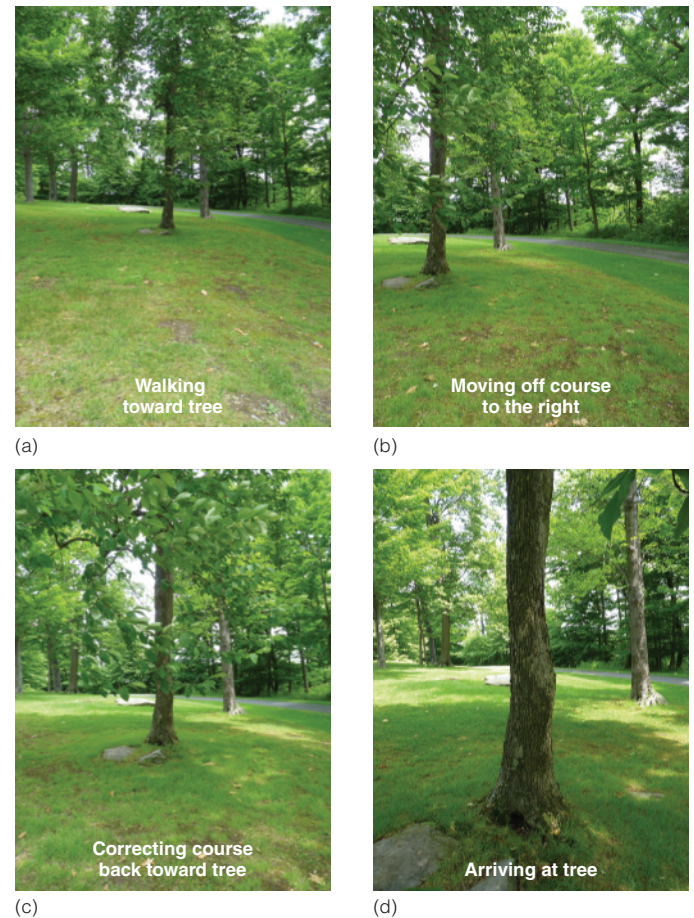 Walking
toward tree
(a)
Moving off course
to the right
(b)
Correcting course
back toward tree
(c)
Arriving at tree
(d)